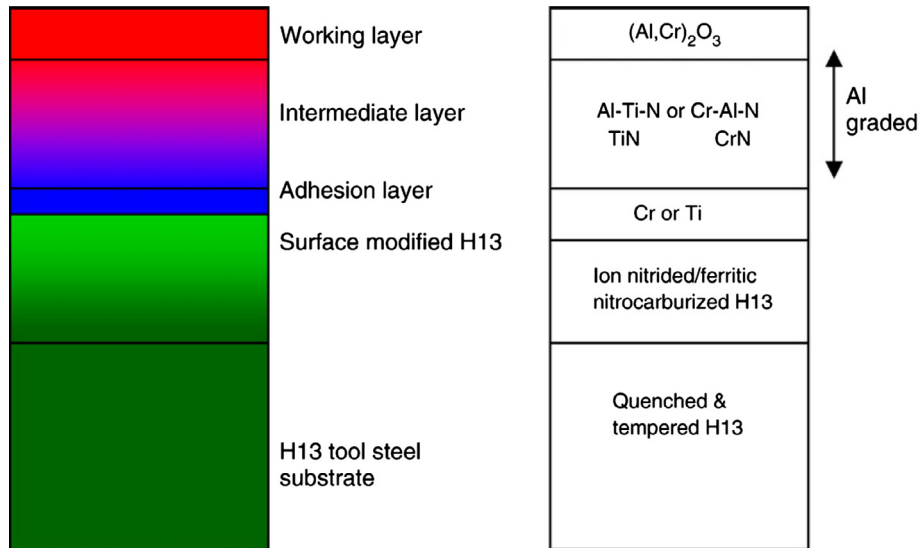 Working layer
Intermediate layer
Adhesion layer
Surface modified H13
H13 tool steel
substrate
(Al,Cr)₂O₃
Al-Ti-N or Cr-Al-N
TiN CrN
Cr or Ti
Ion nitrided/ferritic
nitrocarburized H13
Quenched &
tempered H13
Al
graded